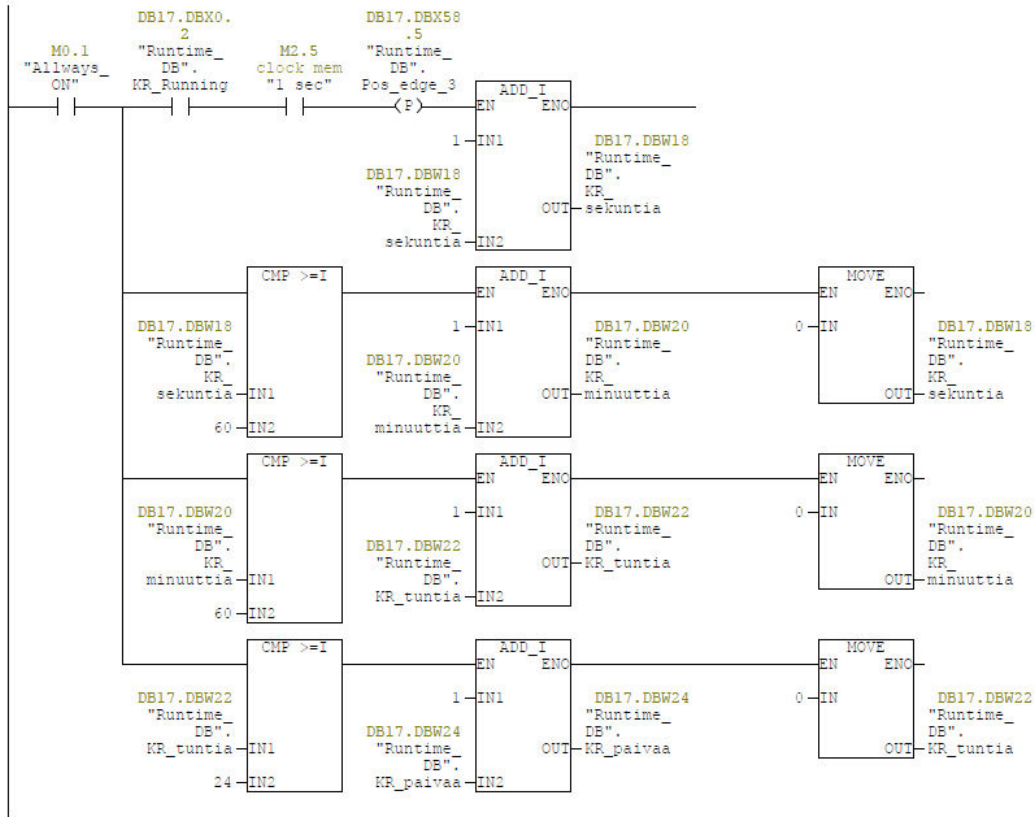 DB17.DBX0.
2
"Runtime_
DB".
KR_Running
DB17.DBX58
.5
"Runtime_
DB".
Pos_edge_3
M0.1
"Allways_
ON"
M2.5
clock mem
"1 sec"
(P)
ADD_I
EN ENO
1 IN1
DB17.DBW18
"Runtime_
DB".
KR_
sekuntia IN2
DB17.DBW18
"Runtime_
DB".
KR_
OUT sekuntia
CMP >=I
DB17.DBW18
"Runtime_
DB".
KR_
sekuntia IN1
60 IN2
ADD_I
EN ENO
1 IN1
DB17.DBW20
"Runtime_
DB".
KR_
minuuttia IN2
DB17.DBW20
"Runtime_
DB".
KR_
OUT minuuttia
MOVE
EN ENO
0 IN
DB17.DBW18
"Runtime_
DB".
KR_
OUT sekuntia
CMP >=I
DB17.DBW20
"Runtime_
DB".
KR_
minuuttia IN1
60 IN2
ADD_I
EN ENO
1 IN1
DB17.DBW22
"Runtime_
DB".
KR_tuntia IN2
DB17.DBW22
"Runtime_
DB".
OUT KR_tuntia
MOVE
EN ENO
0 IN
DB17.DBW20
"Runtime_
DB".
KR_
OUT minuuttia
CMP >=I
DB17.DBW22
"Runtime_
DB".
KR_tuntia IN1
24 IN2
ADD_I
EN ENO
1 IN1
DB17.DBW24
"Runtime_
DB".
KR_paivaa IN2
DB17.DBW24
"Runtime_
DB".
OUT KR_paivaa
MOVE
EN ENO
0 IN
DB17.DBW22
"Runtime_
DB".
OUT KR_tuntia